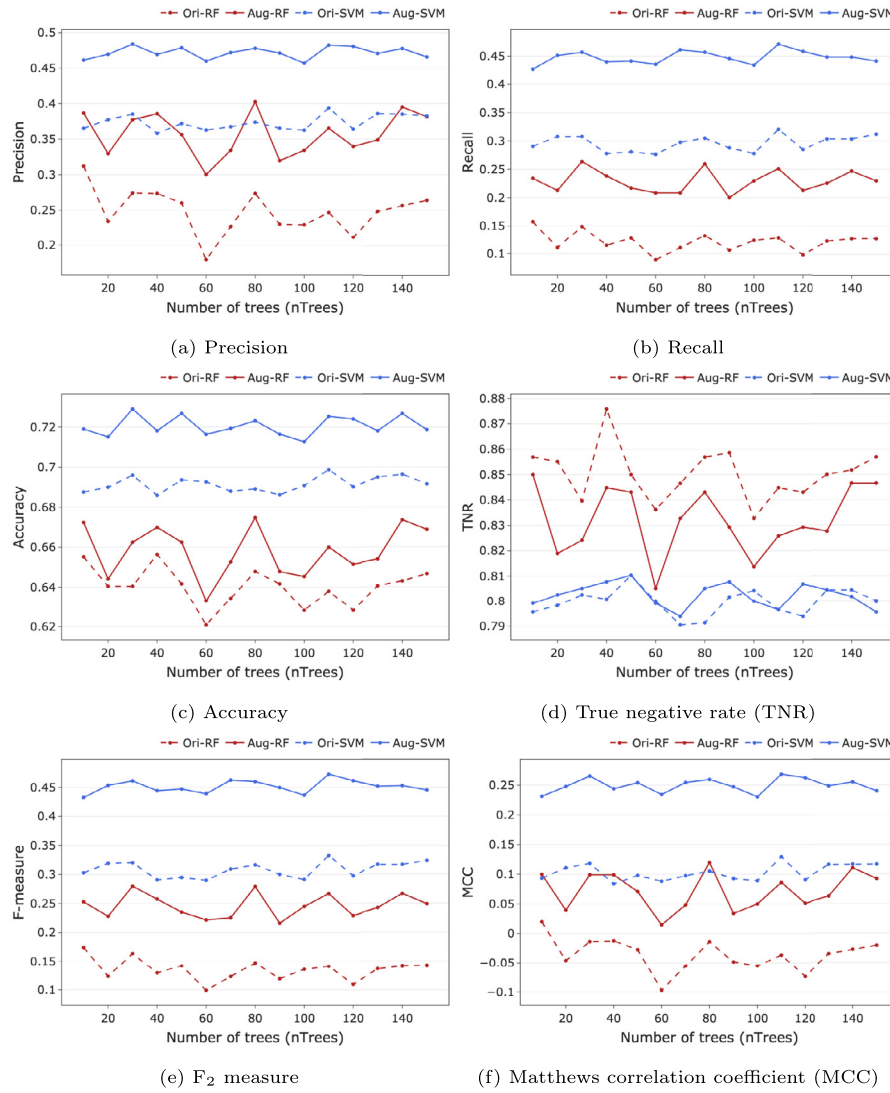 Ori-RF Aug-RF Ori-SVM Aug-SVM
0.5
0.45
0.4
0.35
0.3
0.25
0.2
Precision
20 40 60 80 100 120 140
Number of trees (nTrees)
(a) Precision
Ori-RF Aug-RF Ori-SVM Aug-SVM
0.45
0.4
0.35
0.3
0.25
0.2
0.15
0.1
Recall
20 40 60 80 100 120 140
Number of trees (nTrees)
(b) Recall
Ori-RF Aug-RF Ori-SVM Aug-SVM
0.72
0.7
0.68
0.66
0.64
0.62
Accuracy
20 40 60 80 100 120 140
Number of trees (nTrees)
(c) Accuracy
Ori-RF Aug-RF Ori-SVM Aug-SVM
0.88
0.87
0.86
0.85
0.84
0.83
0.82
0.81
0.8
0.79
TNR
20 40 60 80 100 120 140
Number of trees (nTrees)
(d) True negative rate (TNR)
Ori-RF Aug-RF Ori-SVM Aug-SVM
0.45
0.4
0.35
0.3
0.25
0.2
0.15
0.1
F-measure
20 40 60 80 100 120 140
Number of trees (nTrees)
(e) F₂ measure
Ori-RF Aug-RF Ori-SVM Aug-SVM
0.25
0.2
0.15
0.1
0.05
0
−0.05
−0.1
MCC
20 40 60 80 100 120 140
Number of trees (nTrees)
(f) Matthews correlation coefficient (MCC)